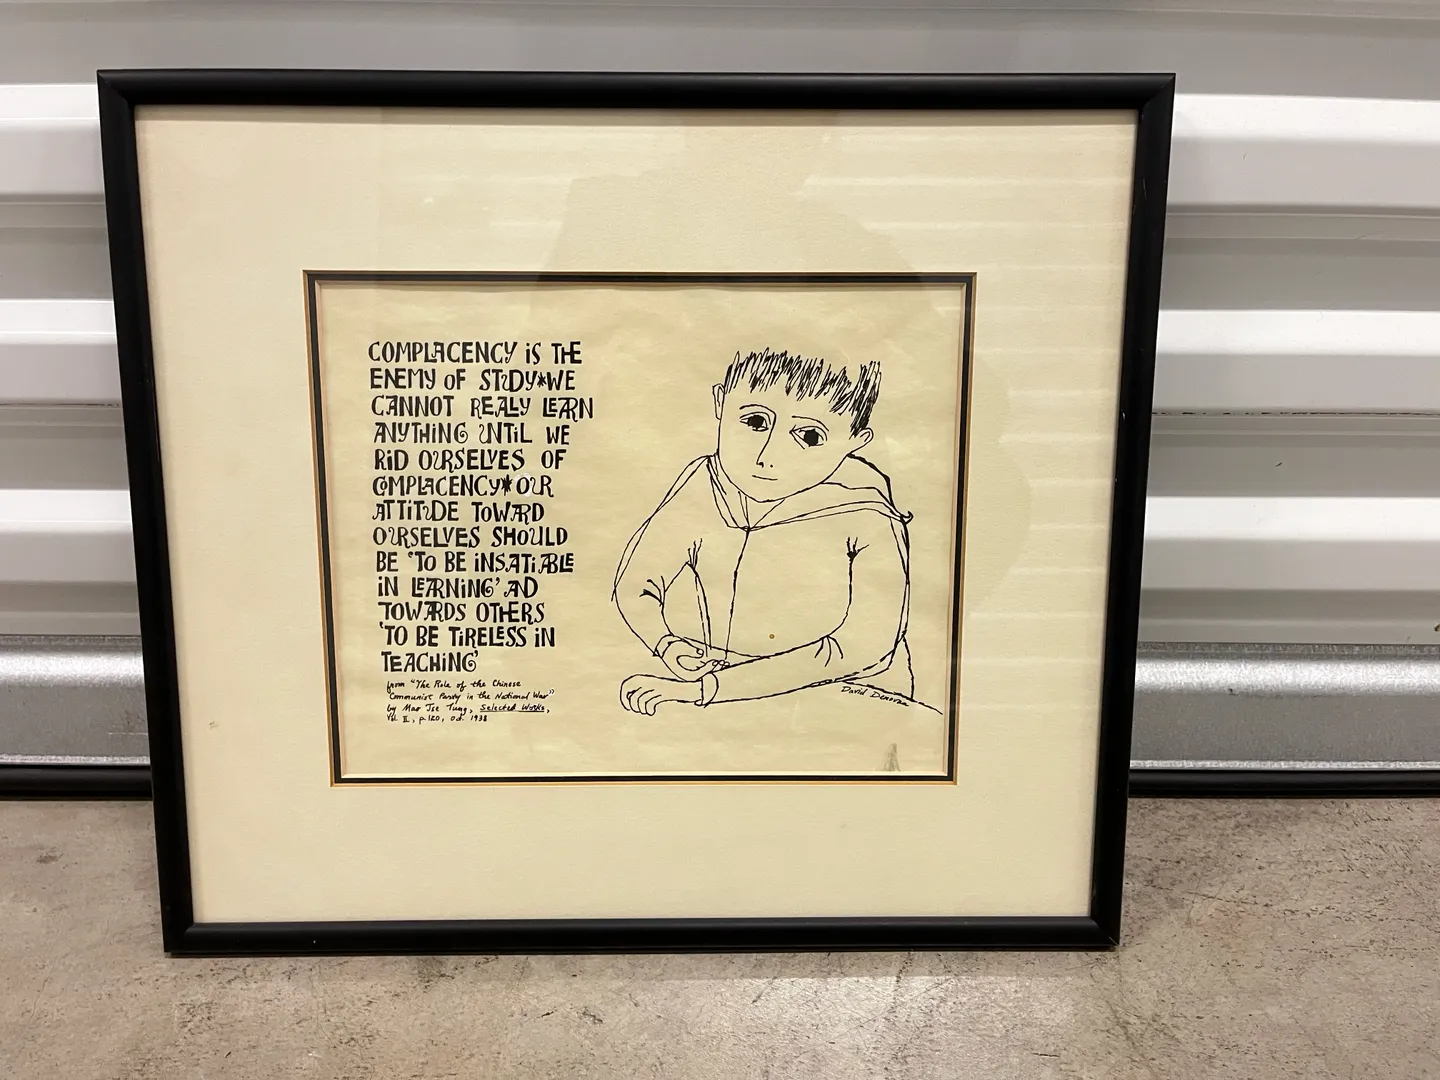 COMPLACENCY iS THE
ENEMY OF STUDY*WE
CANNOT REALLY LEARN
ANYTHING UNTiL WE
RiD OURSELVES OF
COMPLACENCY*OUR
ATTiTUDE TOWARD
OURSELVES SHOULD
BE 'TO BE iNSATiABLE
iN LEARNiNG' AND
TOWARDS OTHERS
'TO BE TiRELESS iN
TEACHiNG'
from "The Role of the Chinese
Communist Party in the National War"
by Mao Tse Tung, Selected Works,
Vol. II, p. 120, Oct. 1938
David Denovan